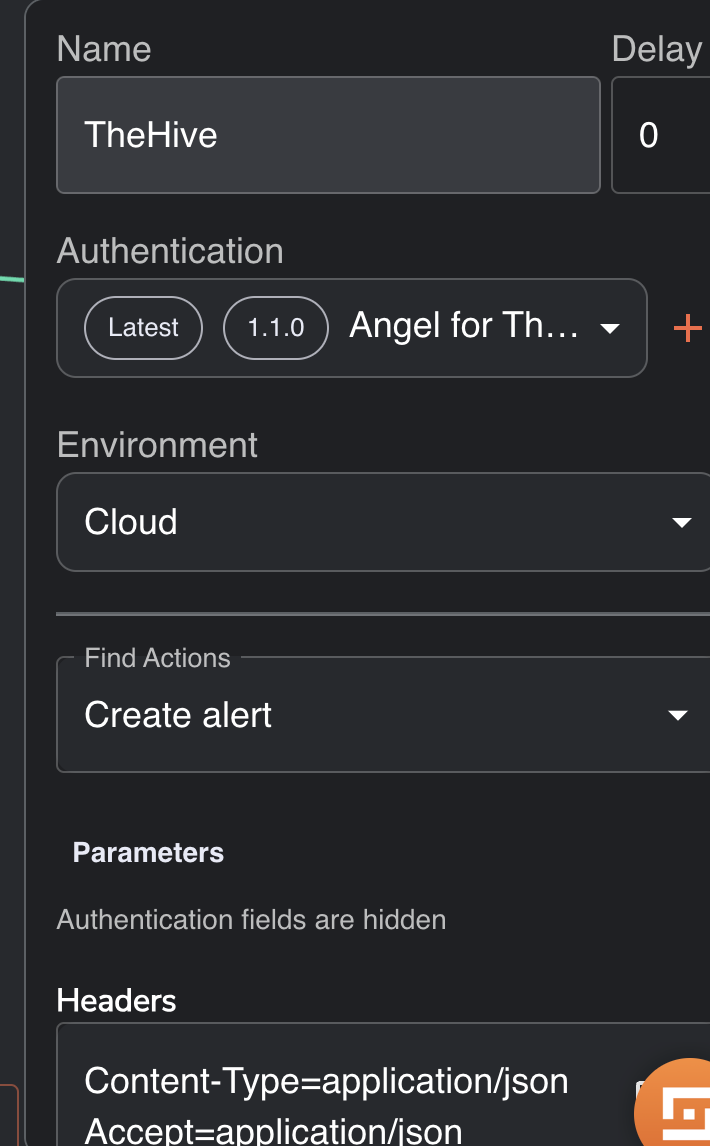 Name
Delay
TheHive
0
Authentication
Latest
1.1.0
Angel for Th...
Environment
Cloud
Find Actions
Create alert
Parameters
Authentication fields are hidden
Headers
Content-Type=application/json
Accept=application/json